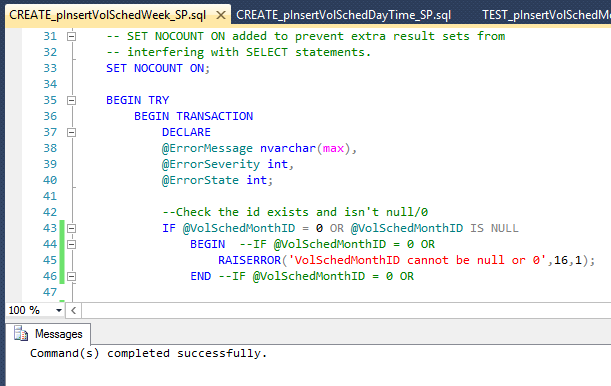 CREATE_pInsertVolSchedWeek_SP.sql × CREATE_pInsertVolSchedDayTime_SP.sql TEST_pInsertVolSchedMo
31 -- SET NOCOUNT ON added to prevent extra result sets from
32 -- interfering with SELECT statements.
33 SET NOCOUNT ON;
34
35 BEGIN TRY
36 BEGIN TRANSACTION
37 DECLARE
38 @ErrorMessage nvarchar(max),
39 @ErrorSeverity int,
40 @ErrorState int;
41
42 --Check the id exists and isn't null/0
43 IF @VolSchedMonthID = 0 OR @VolSchedMonthID IS NULL
44 BEGIN --IF @VolSchedMonthID = 0 OR
45 RAISERROR('VolSchedMonthID cannot be null or 0',16,1);
46 END --IF @VolSchedMonthID = 0 OR
47
100 %
Messages
Command(s) completed successfully.